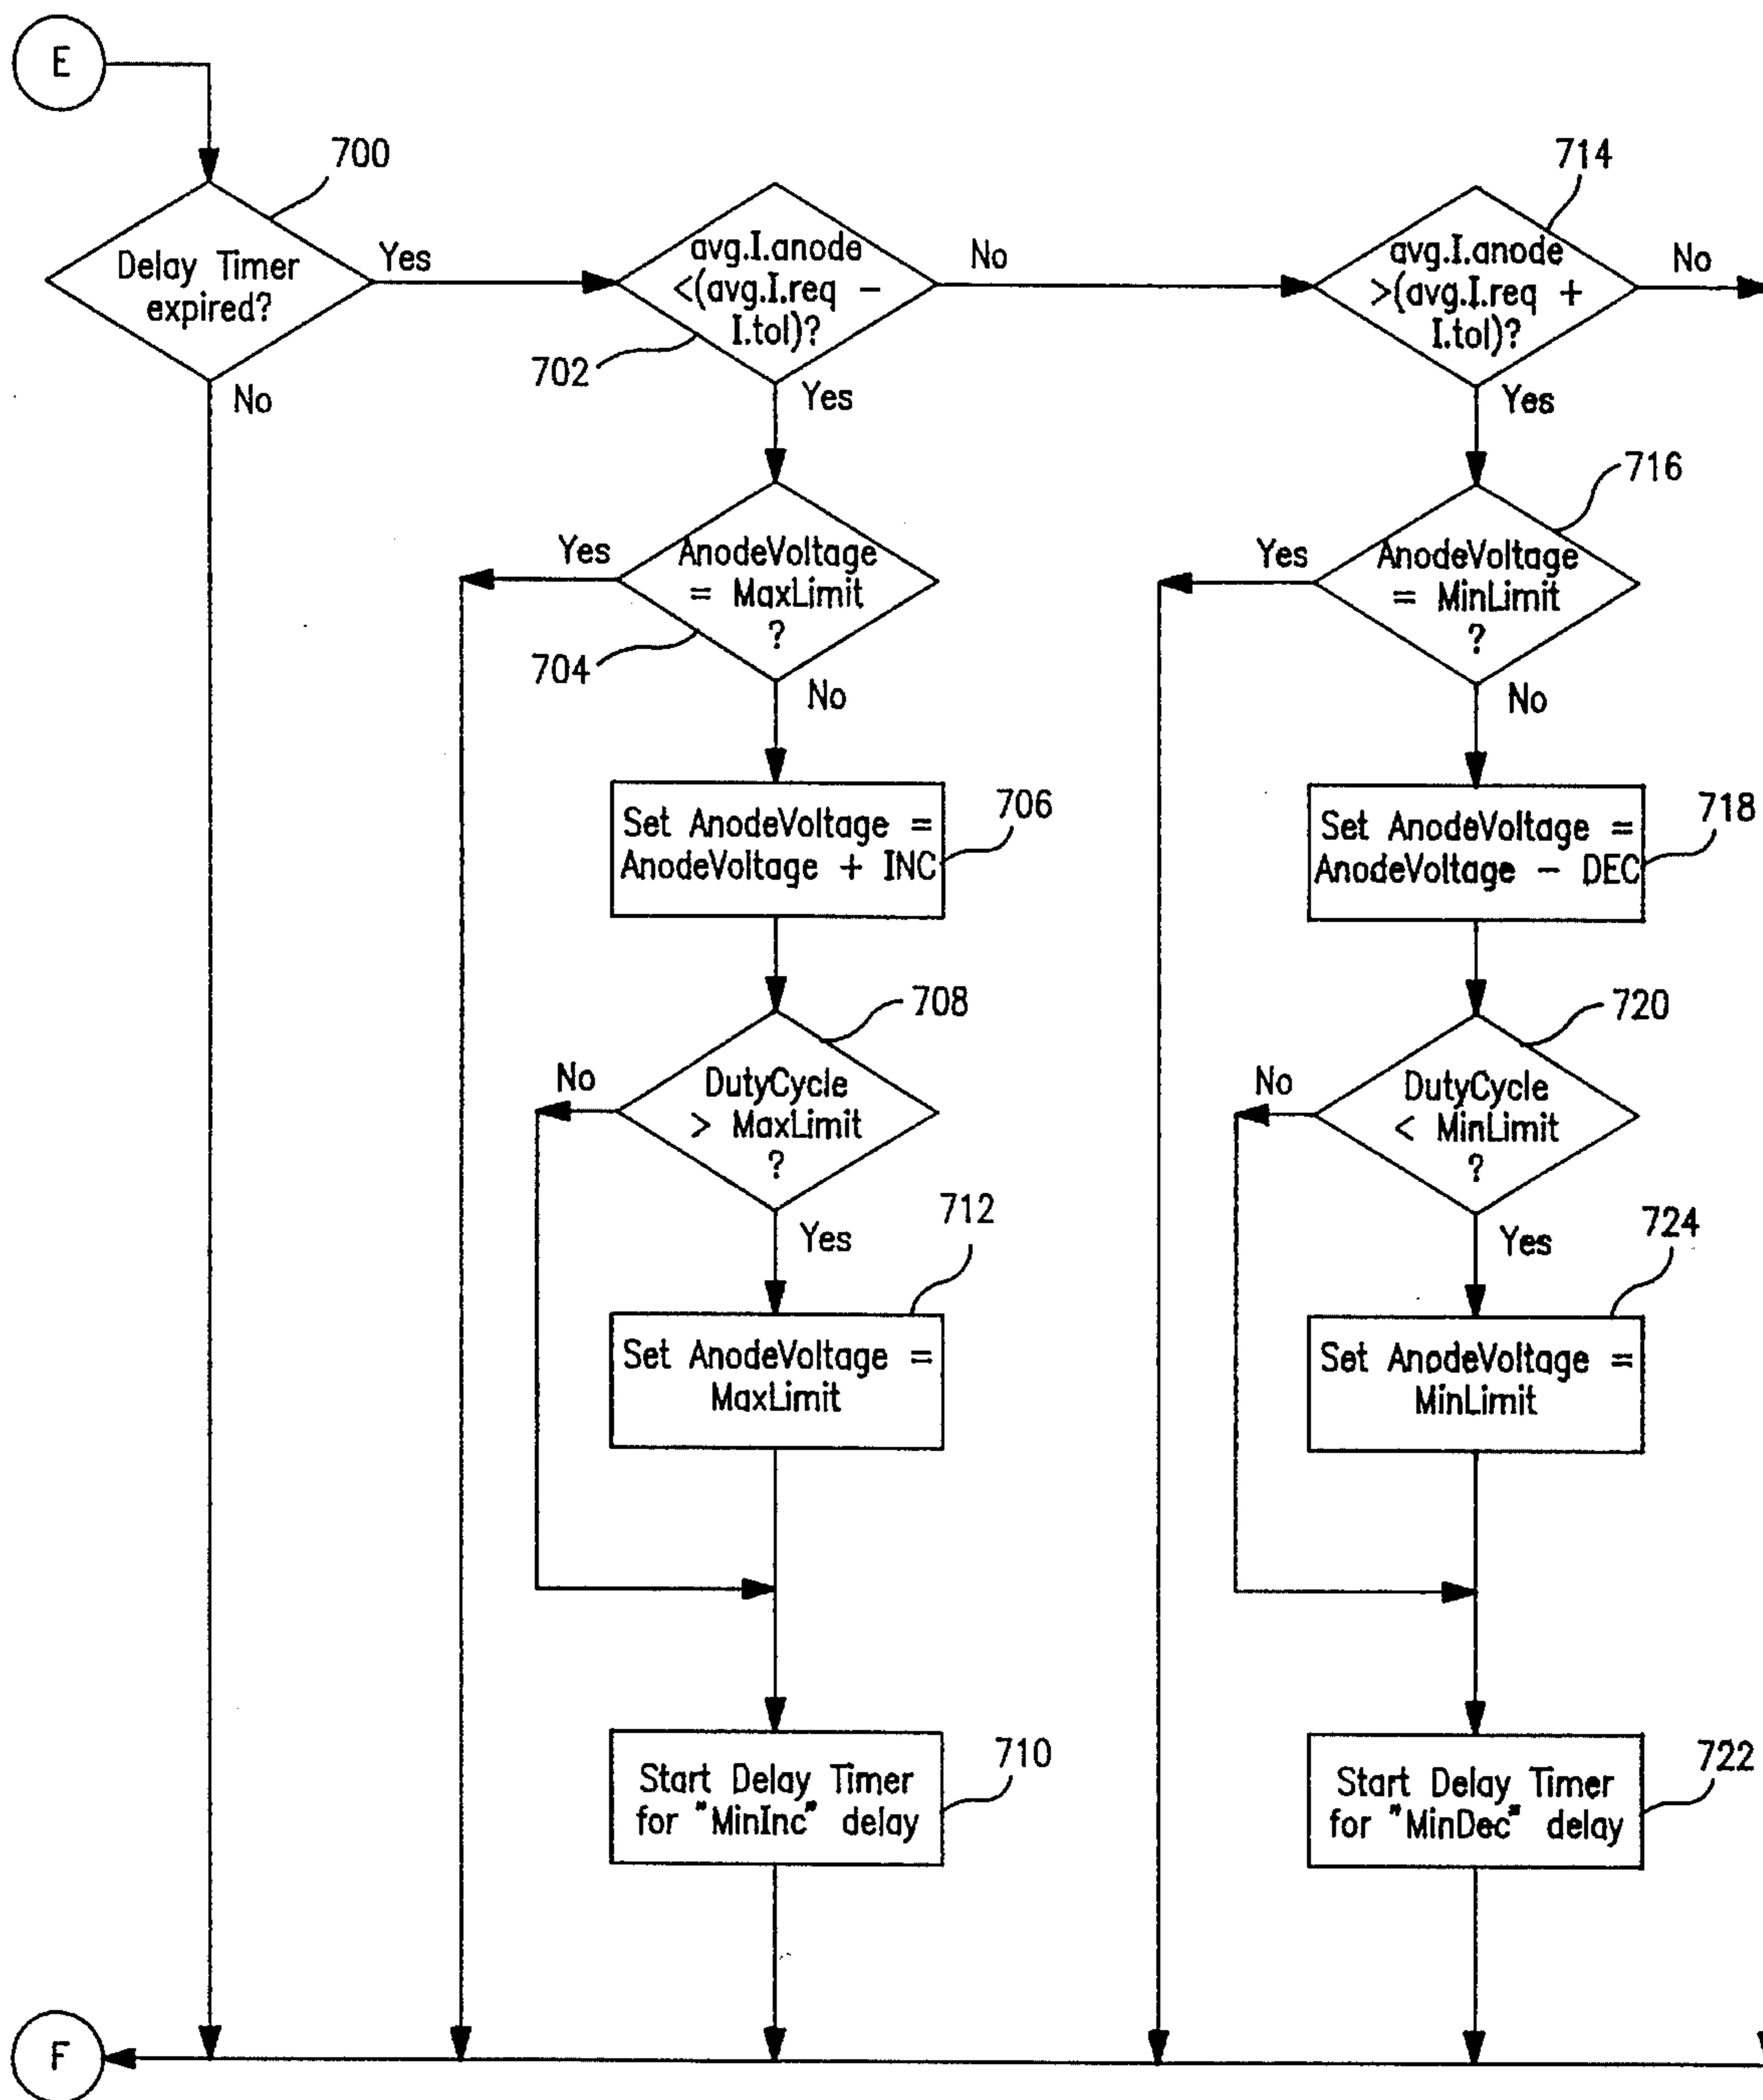 E
700
Delay Timer
expired?
Yes
No
avg.I.anode
<(avg.I.req -
I.tol)?
702
No
Yes
714
avg.I.anode
>(avg.I.req +
I.tol)?
No
Yes
AnodeVoltage
= MaxLimit
?
704
Yes
No
716
AnodeVoltage
= MinLimit
?
Yes
No
Set AnodeVoltage =
AnodeVoltage + INC
706
Set AnodeVoltage =
AnodeVoltage - DEC
718
708
DutyCycle
> MaxLimit
?
No
Yes
720
DutyCycle
< MinLimit
?
No
Yes
712
Set AnodeVoltage =
MaxLimit
724
Set AnodeVoltage =
MinLimit
Start Delay Timer
for "MinInc" delay
710
Start Delay Timer
for "MinDec" delay
722
F